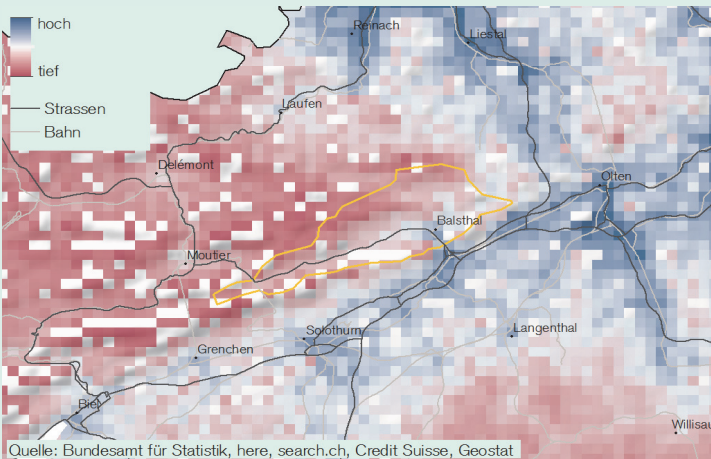 hoch
tief
Strassen
Bahn
Reinach
Liestal
Laufen
Delémont
Olten
Balsthal
Moutier
Solothurn
Langenthal
Grenchen
Biel
Willisau
Quelle: Bundesamt für Statistik, here, search.ch, Credit Suisse, Geostat